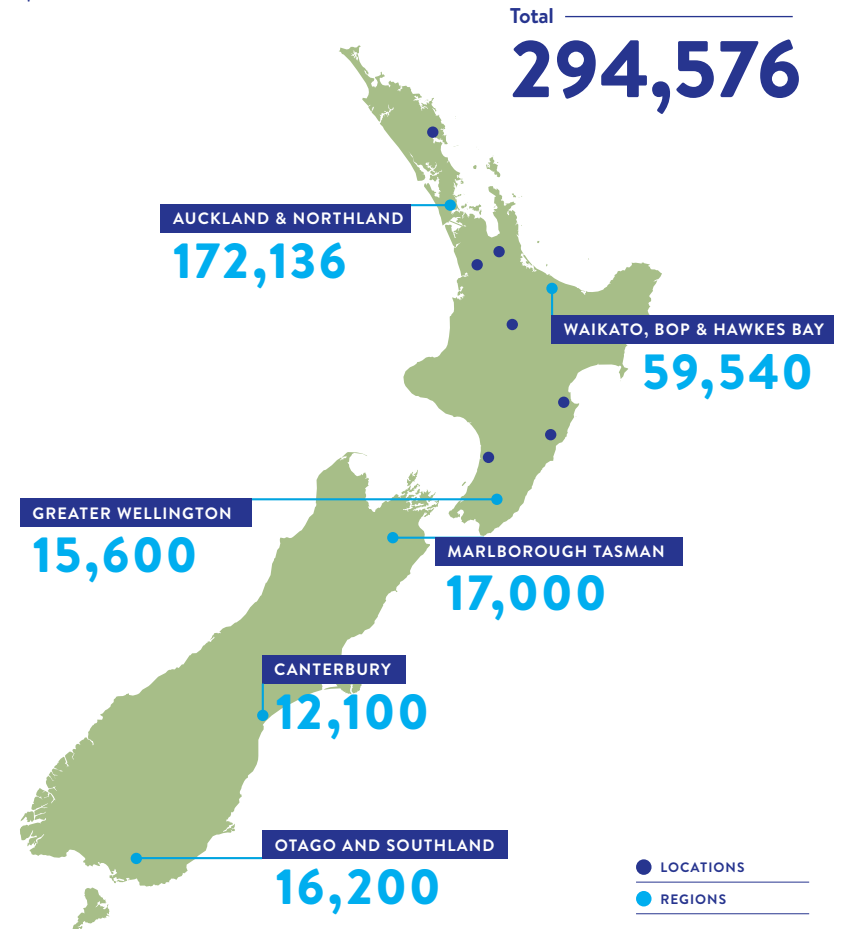 Total
294,576
AUCKLAND & NORTHLAND
172,136
WAIKATO, BOP & HAWKES BAY
59,540
GREATER WELLINGTON
15,600
MARLBOROUGH TASMAN
17,000
CANTERBURY
12,100
OTAGO AND SOUTHLAND
16,200
LOCATIONS
REGIONS